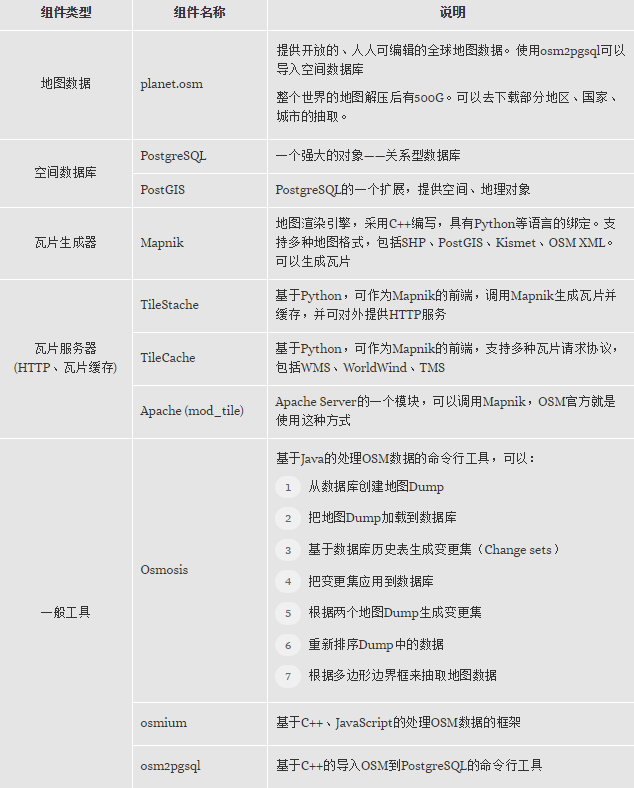 组件类型 组件名称 说明
地图数据 planet.osm 提供开放的、人人可编辑的全球地图数据。使用osm2pgsql可以
导入空间数据库
整个世界的地图解压后有500G。可以去下载部分地区、国家、
城市的抽取。
空间数据库 PostgreSQL 一个强大的对象——关系型数据库
PostGIS PostgreSQL的一个扩展，提供空间、地理对象
瓦片生成器 Mapnik 地图渲染引擎，采用C++编写，具有Python等语言的绑定。支
持多种地图格式，包括SHP、PostGIS、Kismet、OSM XML。
可以生成瓦片
瓦片服务器
(HTTP、瓦片缓存)
TileStache 基于Python，可作为Mapnik的前端，调用Mapnik生成瓦片并
缓存，并可对外提供HTTP服务
TileCache 基于Python，可作为Mapnik的前端，支持多种瓦片请求协议，
包括WMS、WorldWind、TMS
Apache (mod_tile) Apache Server的一个模块，可以调用Mapnik，OSM官方就是
使用这种方式
一般工具 Osmosis 基于Java的处理OSM数据的命令行工具，可以：
1 从数据库创建地图Dump
2 把地图Dump加载到数据库
3 基于数据库历史表生成变更集（Change sets）
4 把变更集应用到数据库
5 根据两个地图Dump生成变更集
6 重新排序Dump中的数据
7 根据多边形边界框来抽取地图数据
osmium 基于C++、JavaScript的处理OSM数据的框架
osm2pgsql 基于C++的导入OSM到PostgreSQL的命令行工具